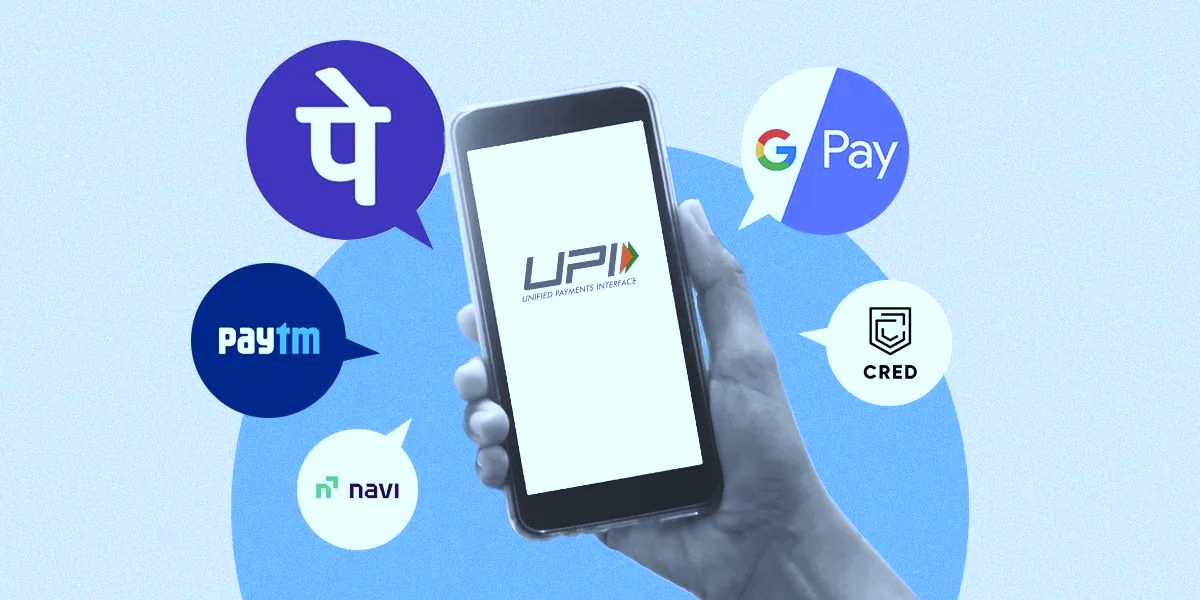 पे
G Pay
UPI
UNIFIED PAYMENTS INTERFACE
paytm
CRED
n navi